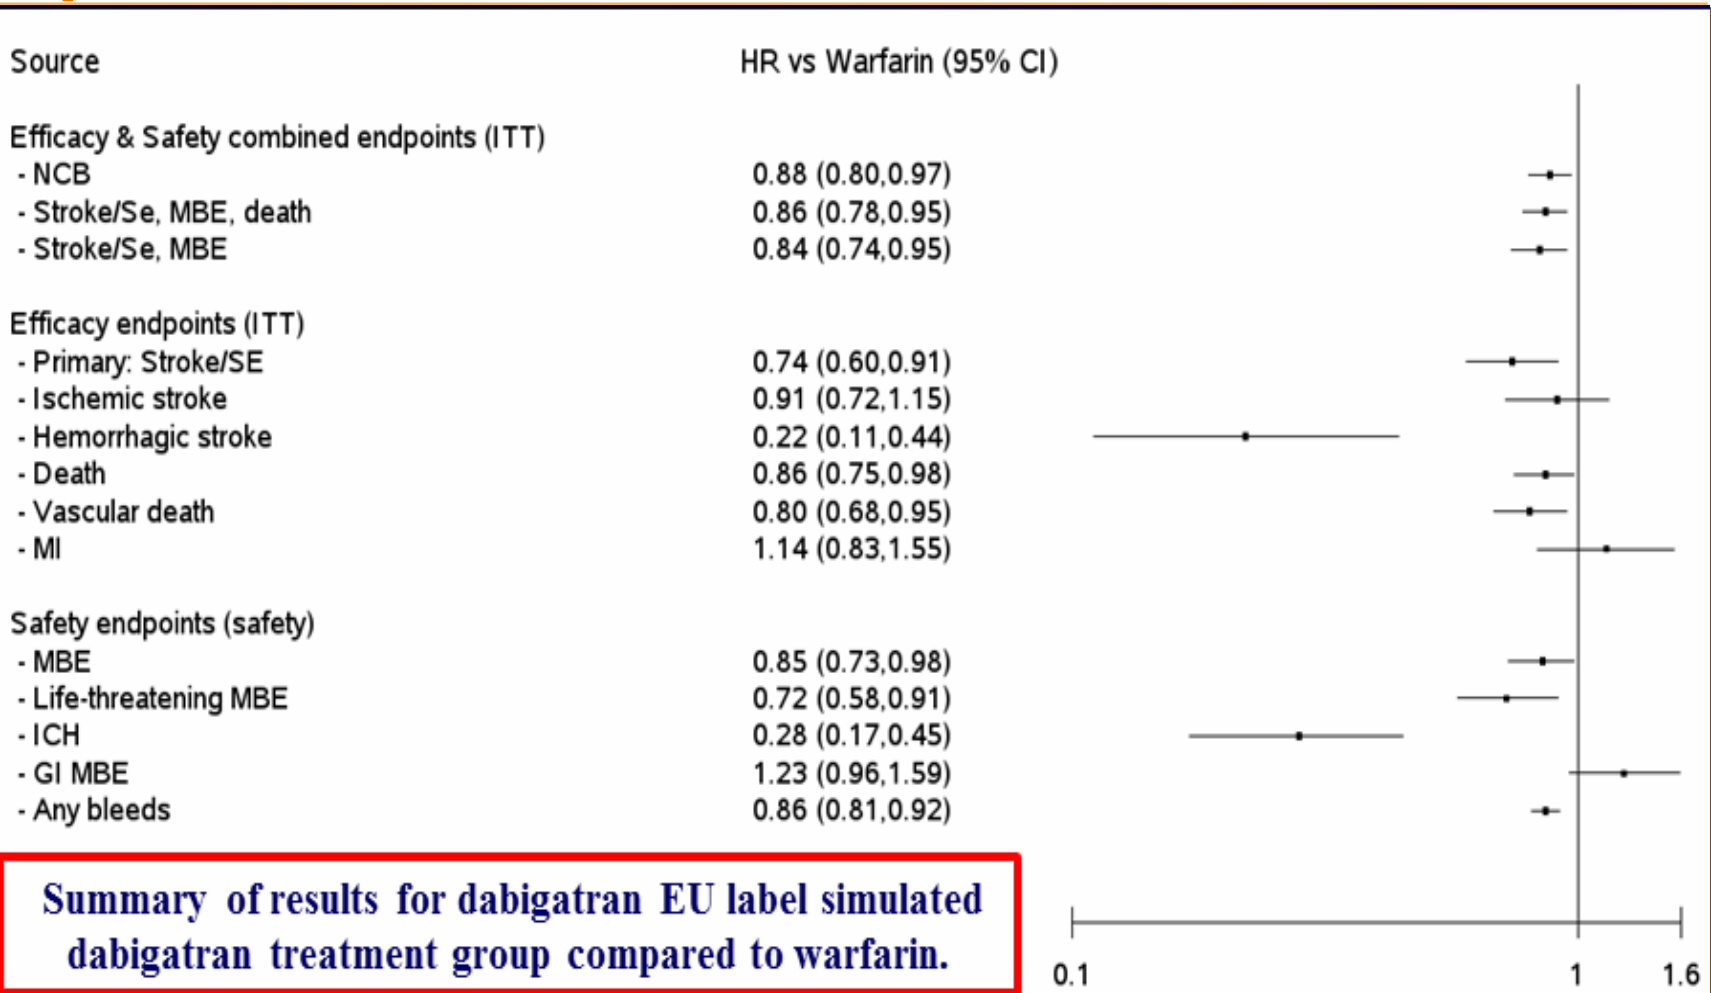 Source HR vs Warfarin (95% CI)
Efficacy & Safety combined endpoints (ITT)
- NCB 0.88 (0.80,0.97)
- Stroke/Se, MBE, death 0.86 (0.78,0.95)
- Stroke/Se, MBE 0.84 (0.74,0.95)
Efficacy endpoints (ITT)
- Primary: Stroke/SE 0.74 (0.60,0.91)
- Ischemic stroke 0.91 (0.72,1.15)
- Hemorrhagic stroke 0.22 (0.11,0.44)
- Death 0.86 (0.75,0.98)
- Vascular death 0.80 (0.68,0.95)
- MI 1.14 (0.83,1.55)
Safety endpoints (safety)
- MBE 0.85 (0.73,0.98)
- Life-threatening MBE 0.72 (0.58,0.91)
- ICH 0.28 (0.17,0.45)
- GI MBE 1.23 (0.96,1.59)
- Any bleeds 0.86 (0.81,0.92)
Summary of results for dabigatran EU label simulated
dabigatran treatment group compared to warfarin.
0.1 1 1.6